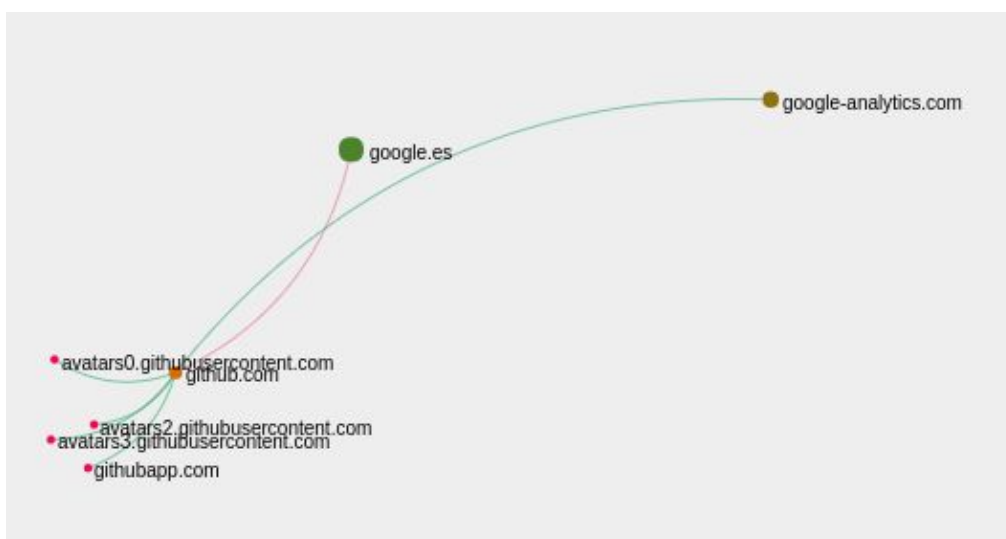 google-analytics.com
google.es
avatars0.githubusercontent.com
github.com
avatars2.githubusercontent.com
avatars3.githubusercontent.com
githubapp.com